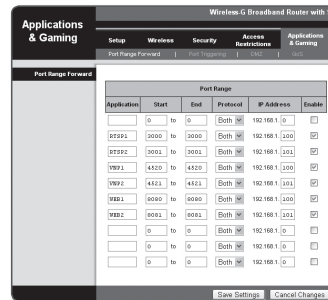 Wireless-G Broadband Router with
Applications & Gaming
Setup Wireless Security Access Restrictions Applications & Gaming
Port Range Forward | Port Triggering | DMZ | QoS
Port Range Forward
Port Range
Application Start End Protocol IP Address Enable
0 to 0 Both 192.168.1. 0
RTSP1 3000 to 3000 Both 192.168.1. 100
RTSP2 3001 to 3001 Both 192.168.1. 101
VNP1 4520 to 4520 Both 192.168.1. 100
VNP2 4521 to 4521 Both 192.168.1. 101
WEB1 8080 to 8080 Both 192.168.1. 100
WEB2 8081 to 8081 Both 192.168.1. 101
0 to 0 Both 192.168.1. 0
0 to 0 Both 192.168.1. 0
0 to 0 Both 192.168.1. 0
Save Settings Cancel Changes